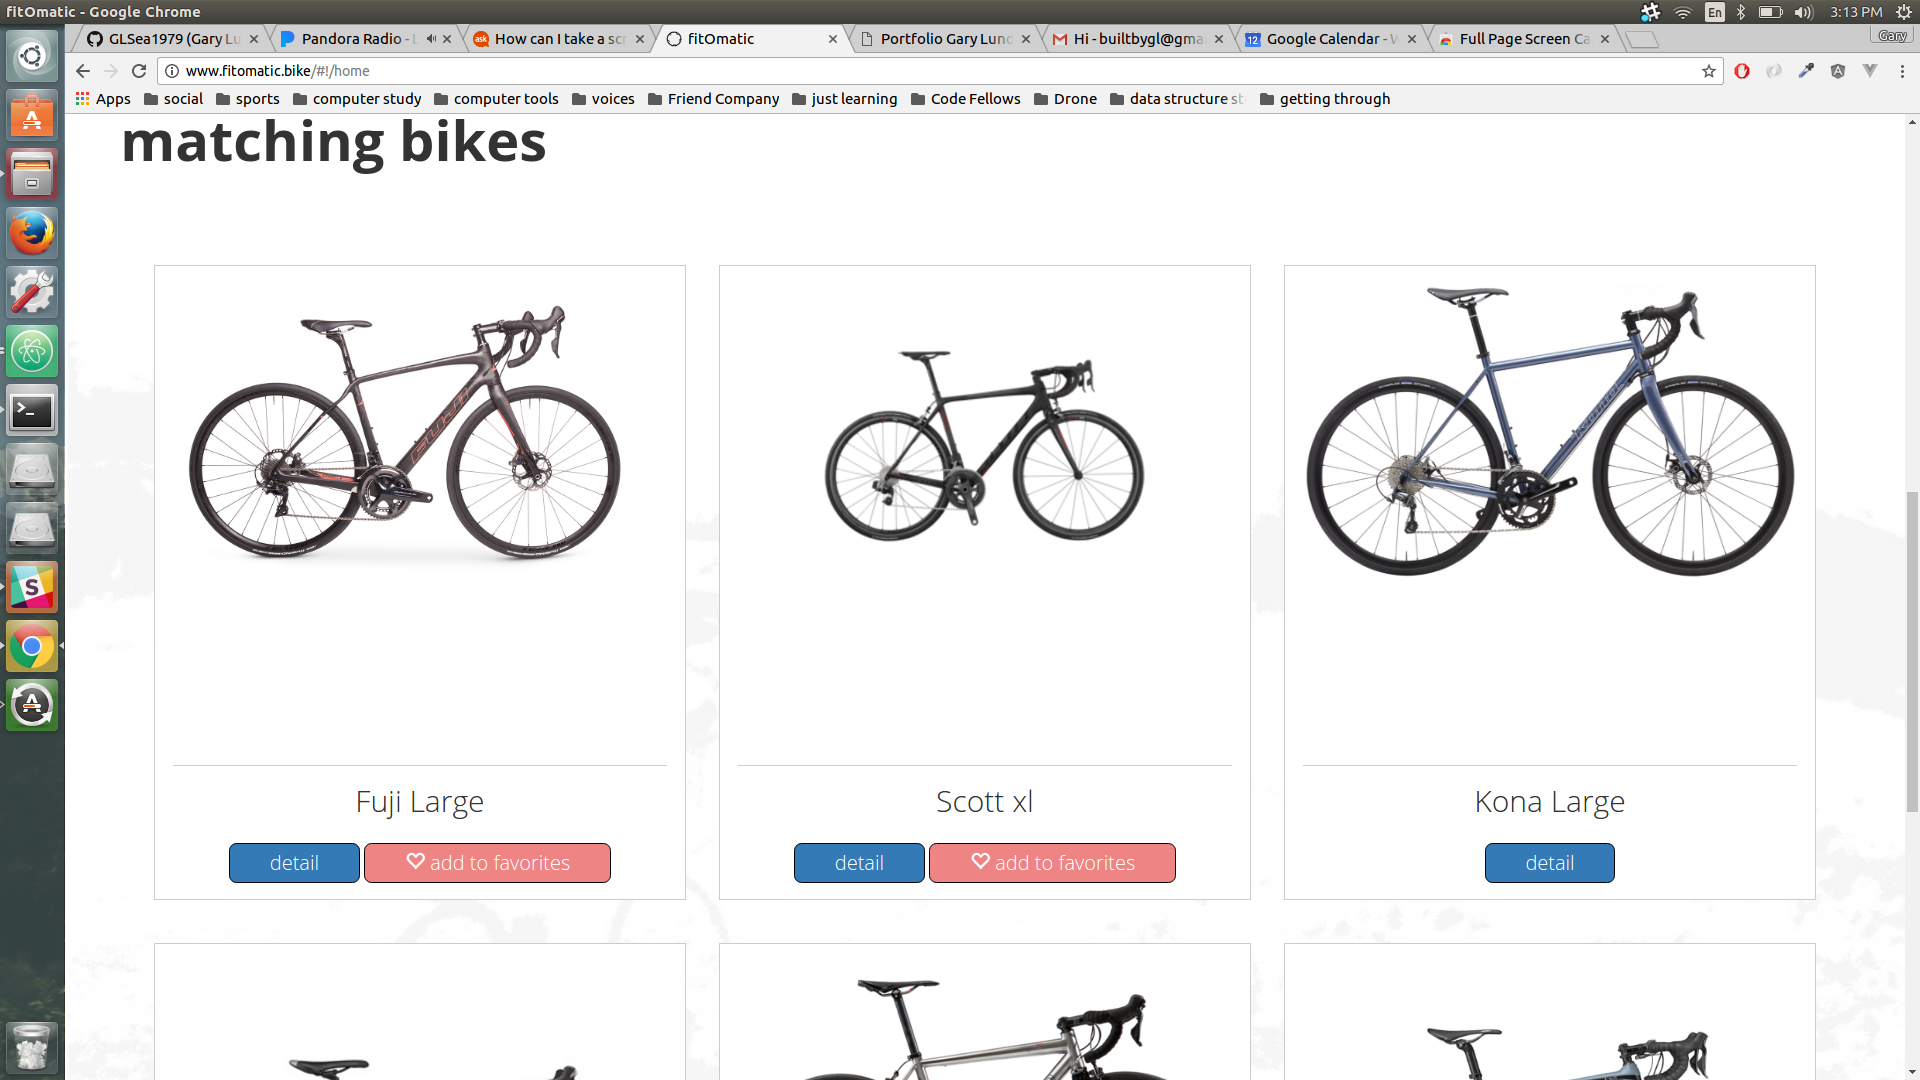 fitOmatic - Google Chrome
En
3:13 PM
GLSea1979 (Gary Lu
Pandora Radio - L
How can I take a scr
fitOmatic
Portfolio Gary Lund
Hi - builtbygl@gma
Google Calendar - W
Full Page Screen Ca
Gary
www.fitomatic.bike/#!/home
Apps
social
sports
computer study
computer tools
voices
Friend Company
just learning
Code Fellows
Drone
data structure st
getting through
matching bikes
Fuji Large
detail
add to favorites
Scott xl
detail
add to favorites
Kona Large
detail